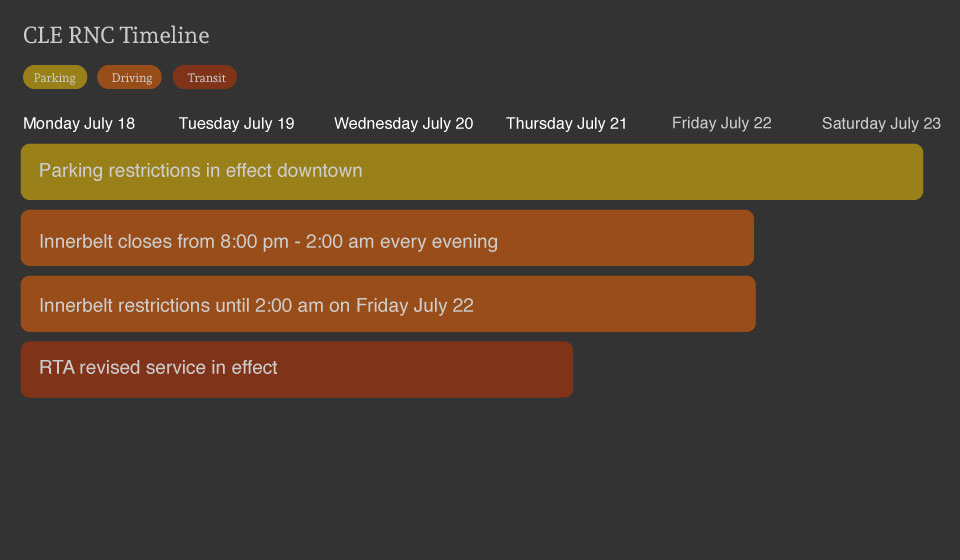 CLE RNC Timeline
Parking Driving Transit
Monday July 18 Tuesday July 19 Wednesday July 20 Thursday July 21 Friday July 22 Saturday July 23
Parking restrictions in effect downtown
Innerbelt closes from 8:00 pm - 2:00 am every evening
Innerbelt restrictions until 2:00 am on Friday July 22
RTA revised service in effect